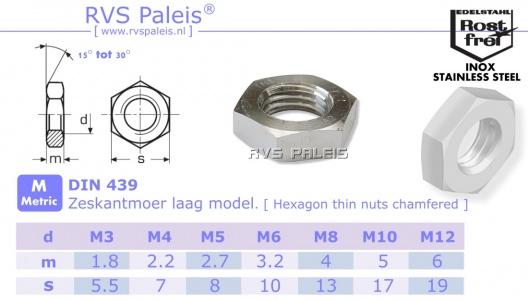 RVS Paleis®
[ www.rvspaleis.nl ]
EDELSTAHL
Rost
frei
INOX
STAINLESS STEEL
15° tot 30°
d
m
s
RVS PALEIS
M
Metric
DIN 439
Zeskantmoer laag model. [ Hexagon thin nuts chamfered ]
d M3 M4 M5 M6 M8 M10 M12
m 1.8 2.2 2.7 3.2 4 5 6
s 5.5 7 8 10 13 17 19